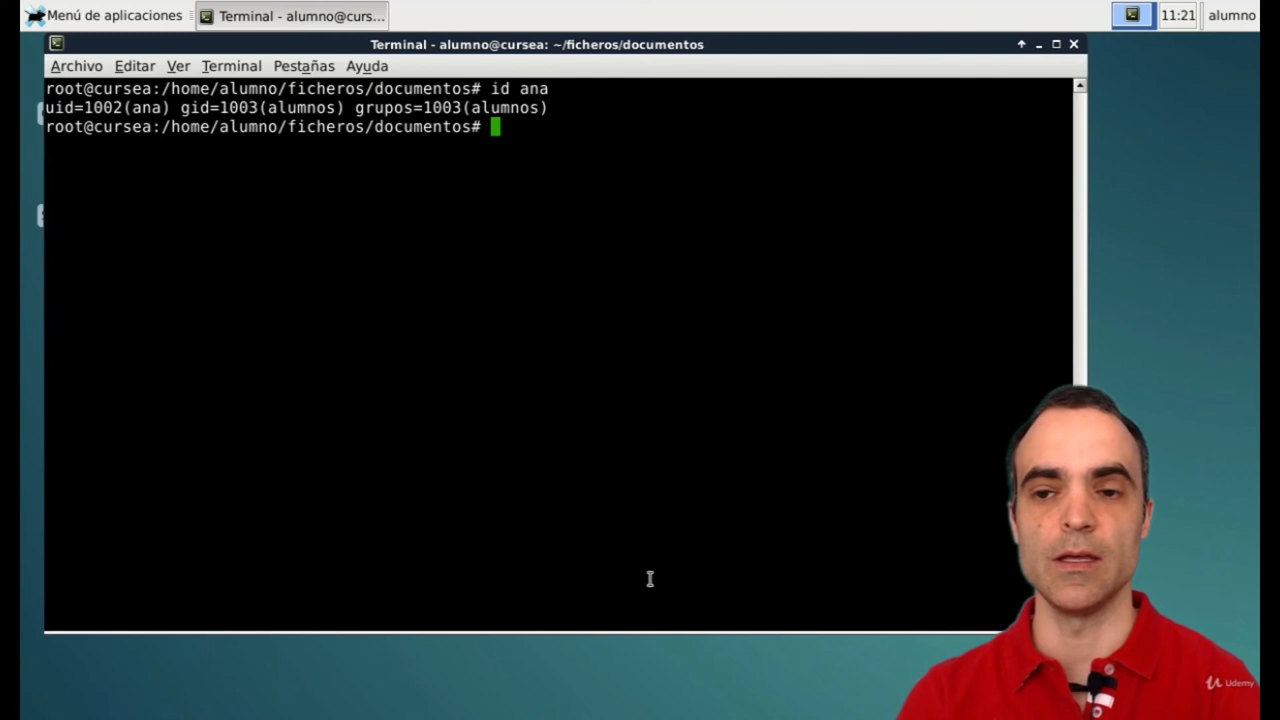 Menú de aplicaciones
Terminal - alumno@curs...
11:21
alumno
Terminal - alumno@cursea: ~/ficheros/documentos
Archivo Editar Ver Terminal Pestañas Ayuda
root@cursea:/home/alumno/ficheros/documentos# id ana
uid=1002(ana) gid=1003(alumnos) grupos=1003(alumnos)
root@cursea:/home/alumno/ficheros/documentos#
Udemy